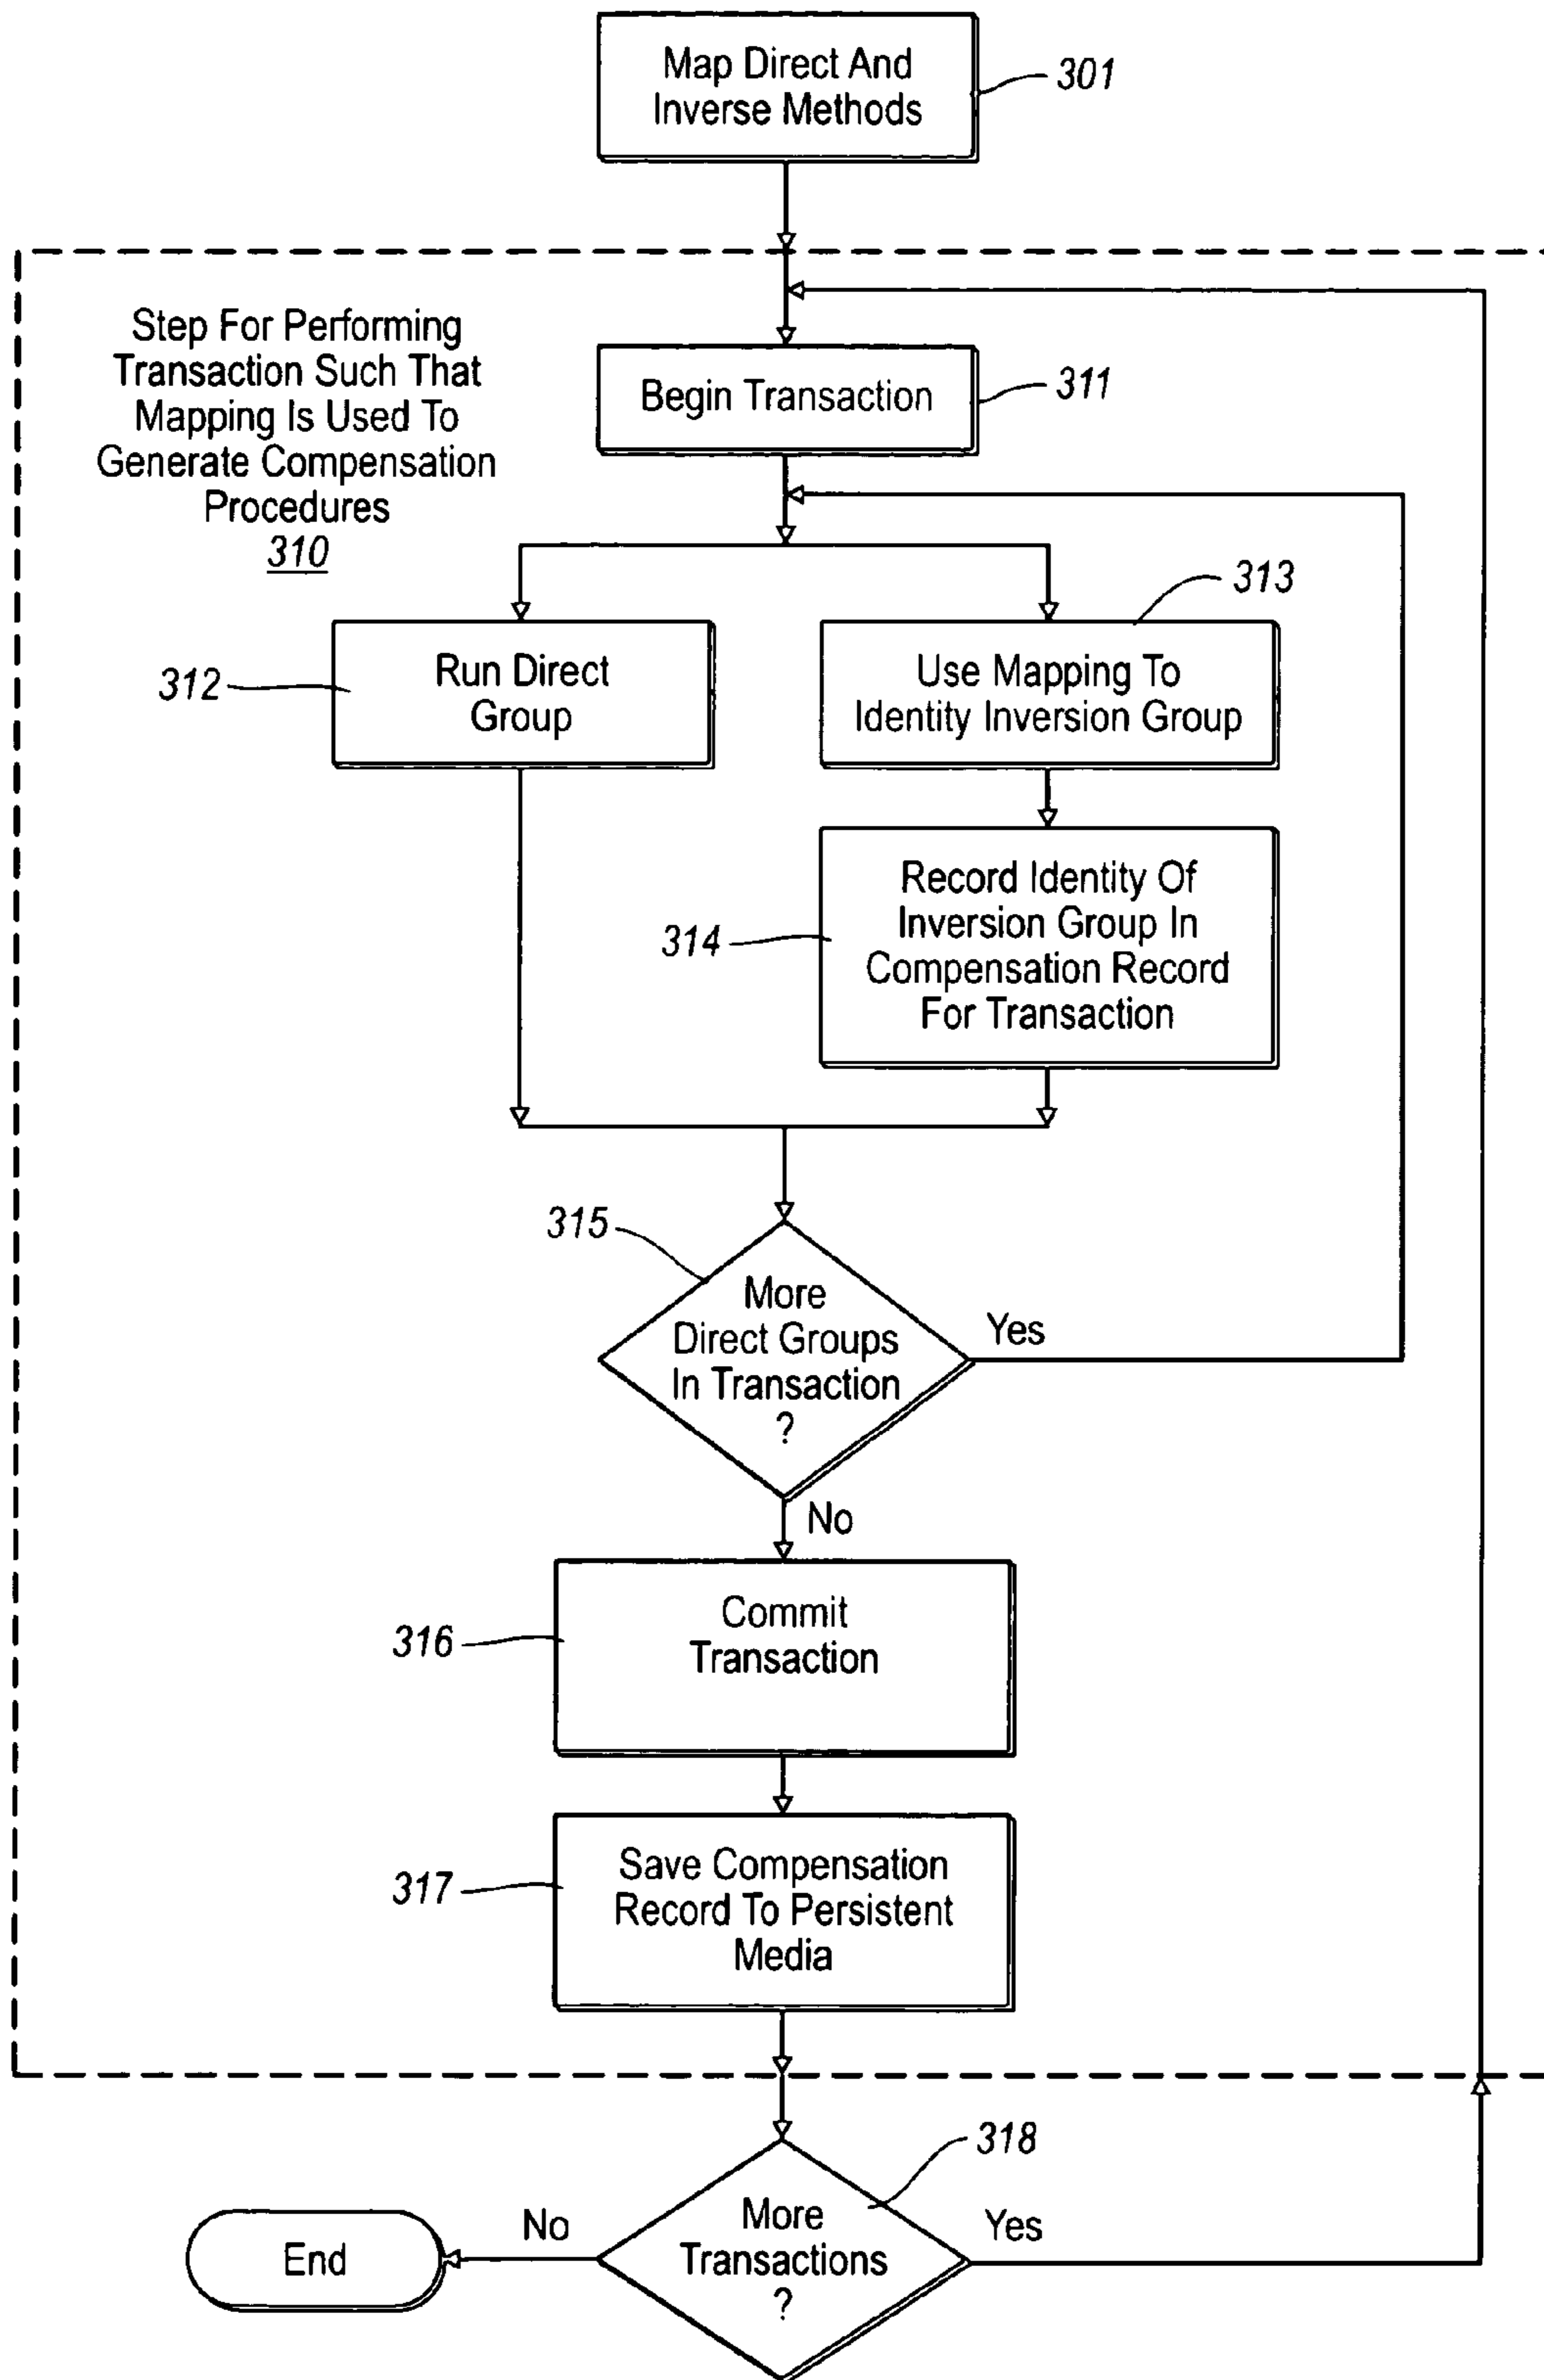 Map Direct And
Inverse Methods
301
Step For Performing
Transaction Such That
Mapping Is Used To
Generate Compensation
Procedures
310
Begin Transaction
311
313
312
Run Direct
Group
Use Mapping To
Identity Inversion Group
314
Record Identity Of
Inversion Group In
Compensation Record
For Transaction
315
More
Direct Groups
In Transaction
?
Yes
No
316
Commit
Transaction
317
Save Compensation
Record To Persistent
Media
318
More
Transactions
?
No
Yes
End